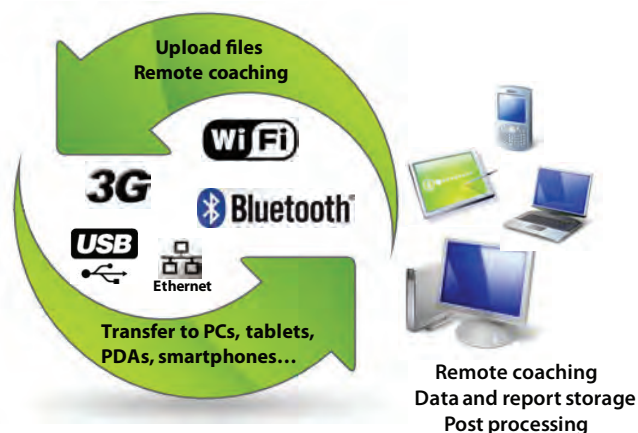 Upload files
Remote coaching
WiFi
3G
Bluetooth®
USB
Ethernet
Transfer to PCs, tablets,
PDAs, smartphones…
Remote coaching
Data and report storage
Post processing